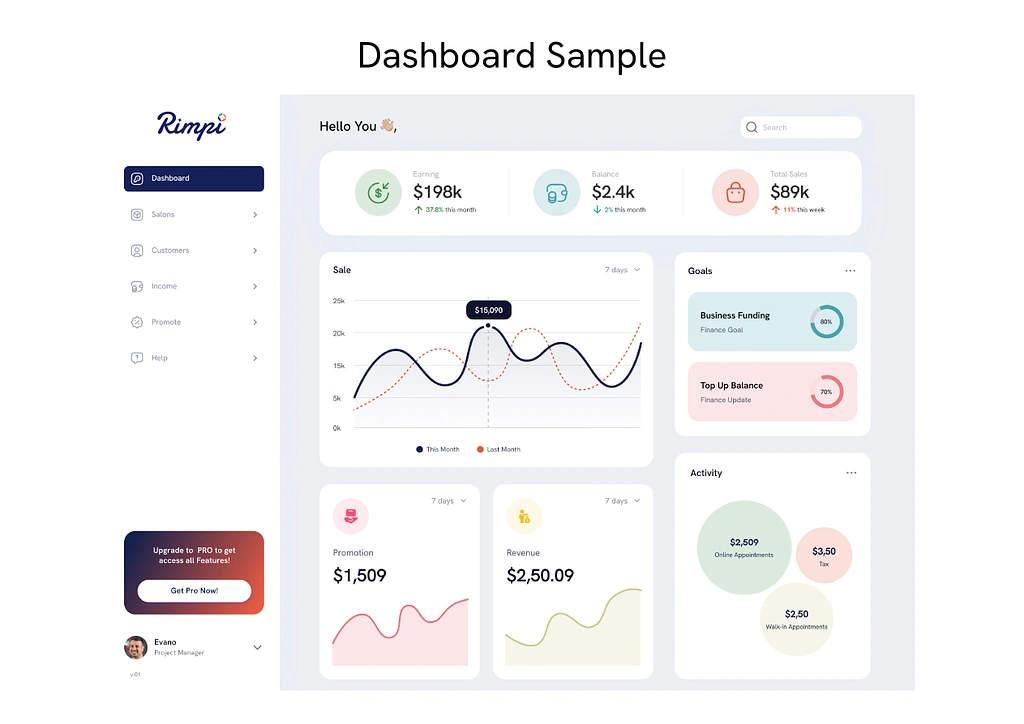 Dashboard Sample
Rimpi
Dashboard
Salons
Customers
Income
Promote
Help
Upgrade to PRO to get
access all Features!
Get Pro Now!
Evano
Project Manager
v.01
Hello You 👋🏼,
Search
Earning
$198k
37.8% this month
Balance
$2.4k
2% this month
Total Sales
$89k
11% this week
Sale
7 days
25k
20k
15k
5k
0k
$15,090
This Month
Last Month
Goals
Business Funding
Finance Goal
80%
Top Up Balance
Finance Update
70%
Promotion
7 days
$1,509
Revenue
7 days
$2,50.09
Activity
$2,509
Online Appointments
$3,50
Tax
$2,50
Walk-in Appointments